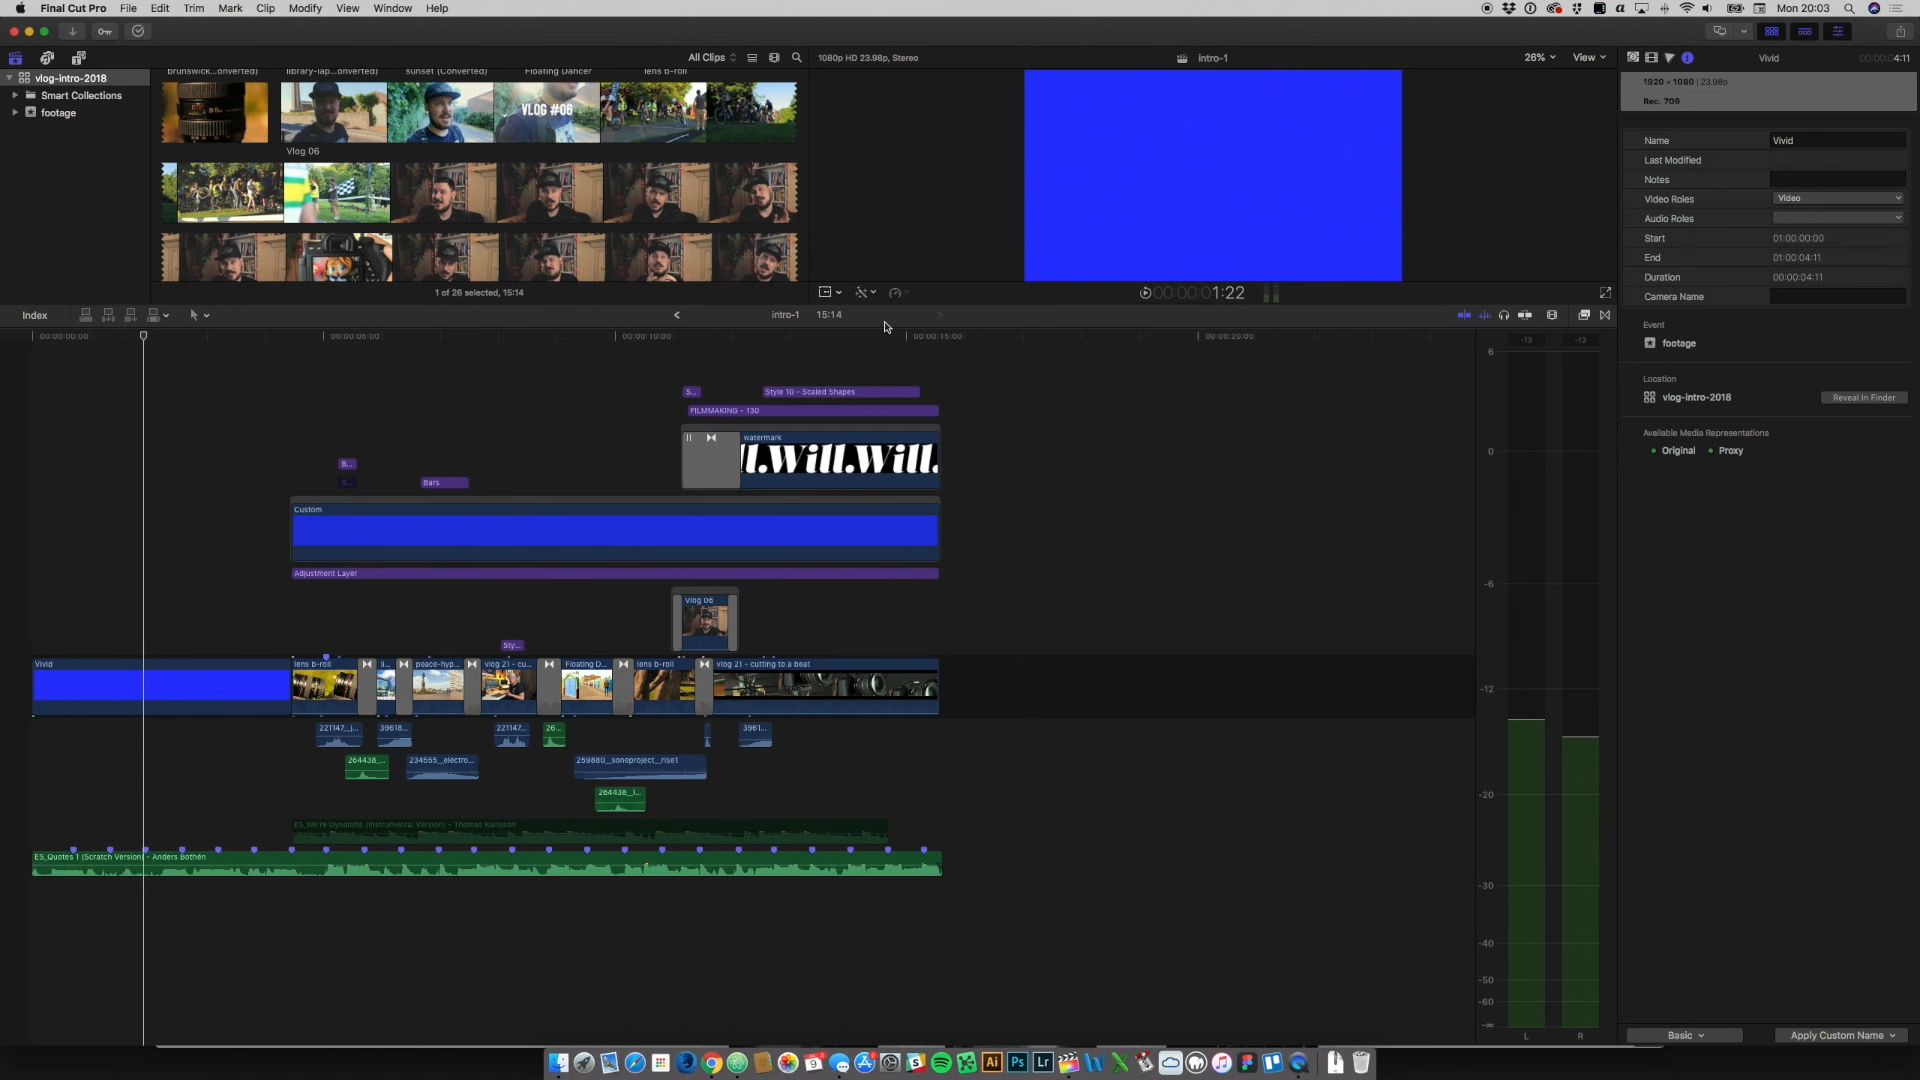 Final Cut Pro File Edit Trim Mark Clip Modify View Window Help Mon 20:03
vlog-intro-2018
Smart Collections
footage
All Clips
brunswick...onverted) library-lap...onverted) sunset (Converted) Floating Dancer lens b-roll
VLOG #06
Vlog 06
1 of 26 selected, 15:14
1080p HD 23.98p, Stereo intro-1 26% View
00:00:00:01:22
Vivid 00:00:04:11
1920 × 1080 | 23.98p
Rec. 709
Name Vivid
Last Modified
Notes
Video Roles Video
Audio Roles
Start 01:00:00:00
End 01:00:04:11
Duration 00:00:04:11
Camera Name
Event
footage
Location
vlog-intro-2018 Reveal In Finder
Available Media Representations
Original Proxy
Index intro-1 15:14
00:00:00:00 00:00:05:00 00:00:10:00 00:00:15:00 00:00:20:00
S... Style 10 - Scaled Shapes
FILMMAKING - 130
watermark
ll.Will.Will.
B...
S... Bars
Custom
Adjustment Layer
Vlog 06
Sty...
Vivid lens b-roll li... peace-hyp... vlog 21 - cu... Floating D... lens b-roll vlog 21 - cutting to a beat
221147__j... 39618... 221147... 26... 3961...
264438_... 234555__electro... 259880__soneproject__rise1
264438__l...
ES_We're Dynamite (Instrumental Version) - Thomas Karlsson
ES_Quotes 1 (Scratch Version) - Anders Bothén
-13 -13
6
0
-6
-12
-20
-30
-40
-50
-60
-∞
L R
Basic Apply Custom Name
9 Ai Ps Lr